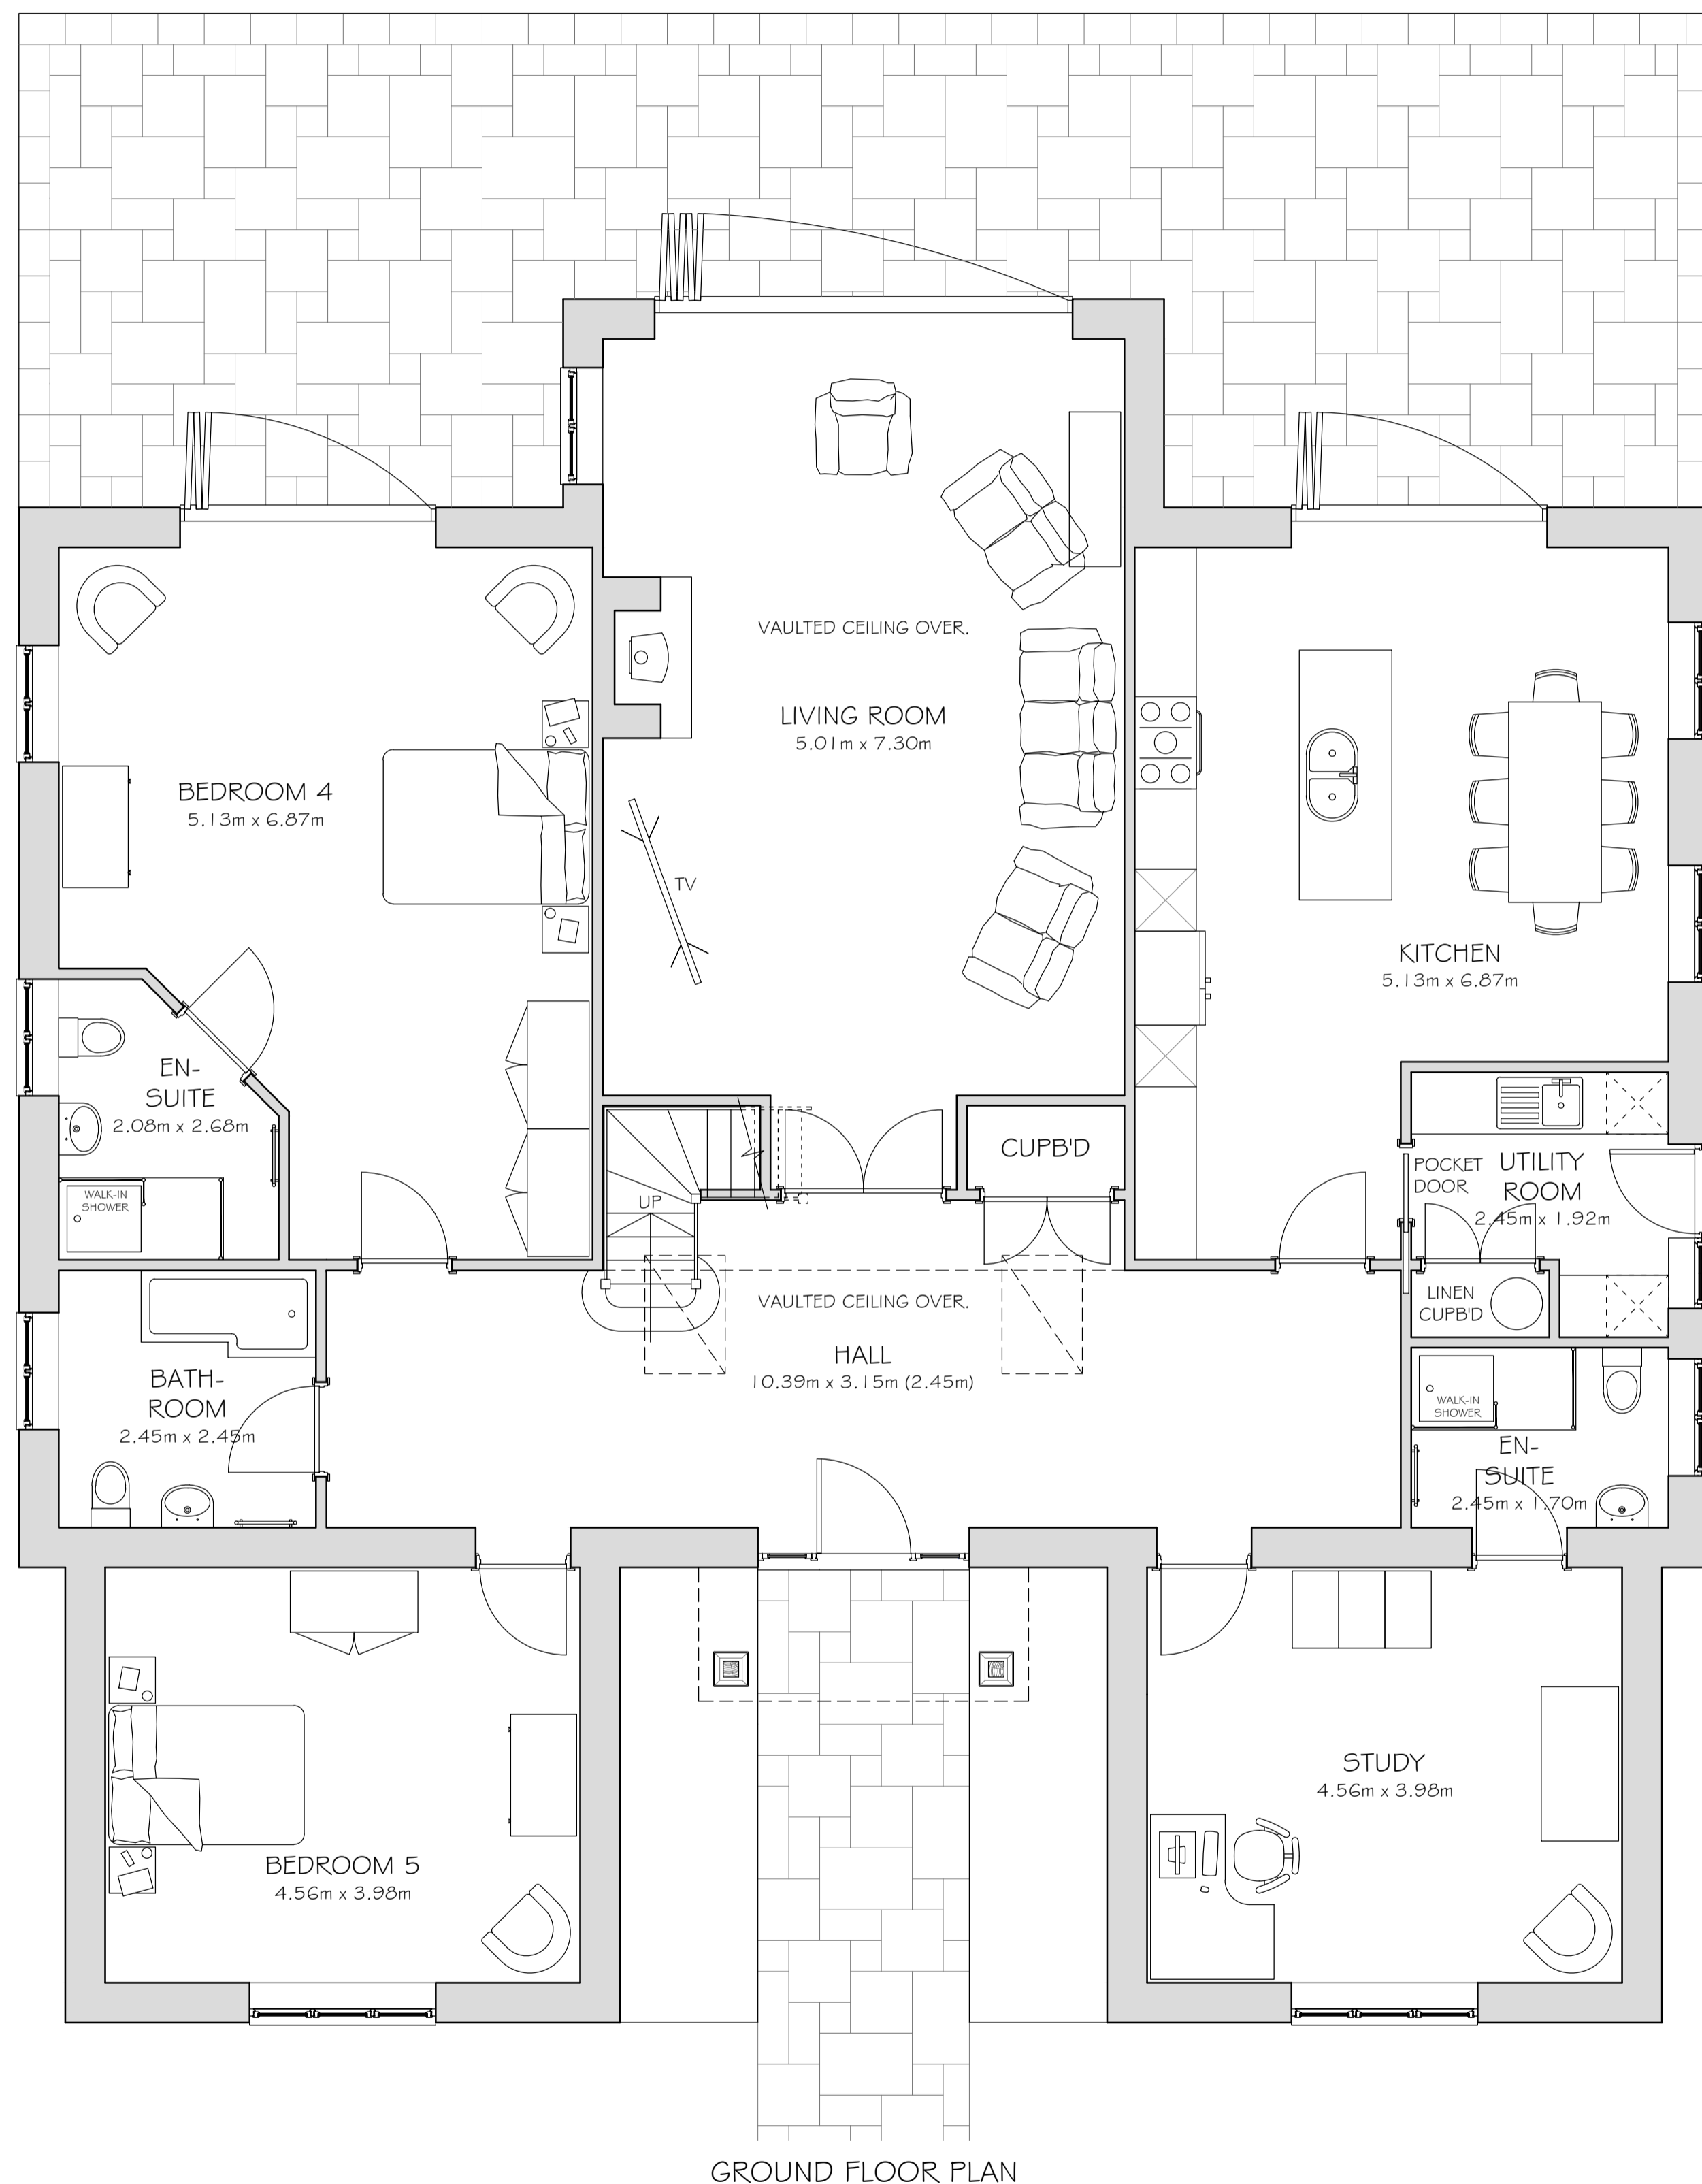 VAULTED CEILING OVER.
LIVING ROOM
5.01m x 7.30m
TV
BEDROOM 4
5.13m x 6.87m
KITCHEN
5.13m x 6.87m
EN-
SUITE
2.08m x 2.68m
WALK-IN
SHOWER
UP
CUPB'D
POCKET
DOOR
UTILITY
ROOM
2.45m x 1.92m
LINEN
CUPB'D
BATH-
ROOM
2.45m x 2.45m
VAULTED CEILING OVER.
HALL
10.39m x 3.15m (2.45m)
WALK-IN
SHOWER
EN-
SUITE
2.45m x 1.70m
BEDROOM 5
4.56m x 3.98m
STUDY
4.56m x 3.98m
GROUND FLOOR PLAN